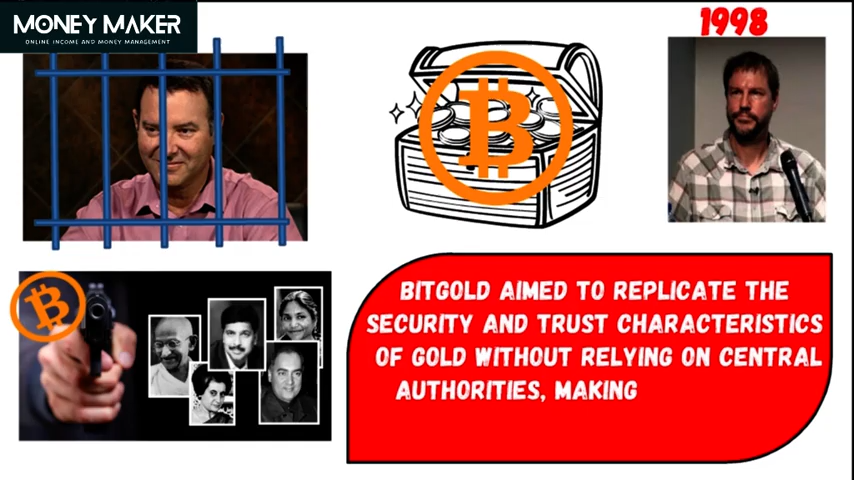 MONEY MAKER
ONLINE INCOME AND MONEY MANAGEMENT
1998
BITGOLD AIMED TO REPLICATE THE
SECURITY AND TRUST CHARACTERISTICS
OF GOLD WITHOUT RELYING ON CENTRAL
AUTHORITIES, MAKING